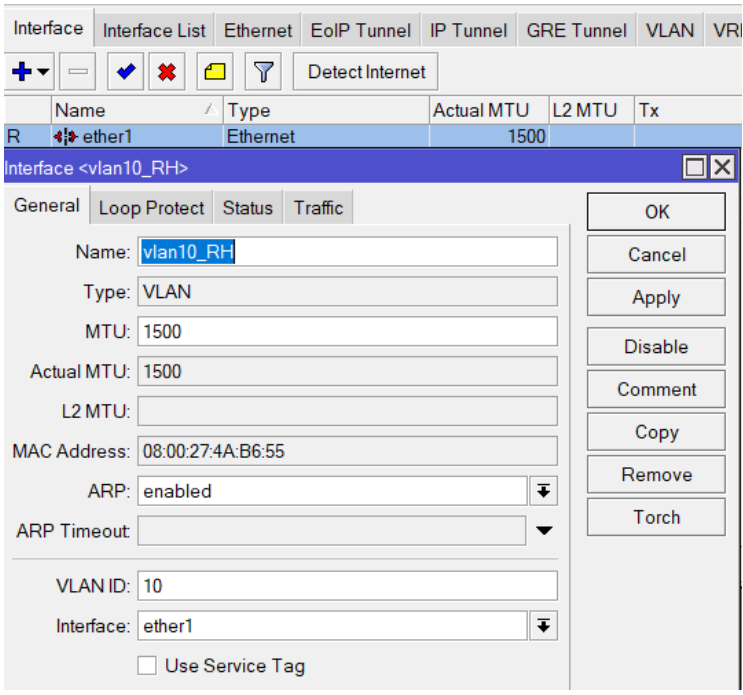 Interface Interface List Ethernet EoIP Tunnel IP Tunnel GRE Tunnel VLAN VR
Detect Internet
Name Type Actual MTU L2 MTU Tx
R ether1 Ethernet 1500
Interface <vlan10_RH>
General Loop Protect Status Traffic
OK
Name: vlan10_RH
Cancel
Type: VLAN
Apply
MTU: 1500
Disable
Actual MTU: 1500
Comment
L2 MTU:
Copy
MAC Address: 08:00:27:4A:B6:55
Remove
ARP: enabled
Torch
ARP Timeout:
VLAN ID: 10
Interface: ether1
Use Service Tag